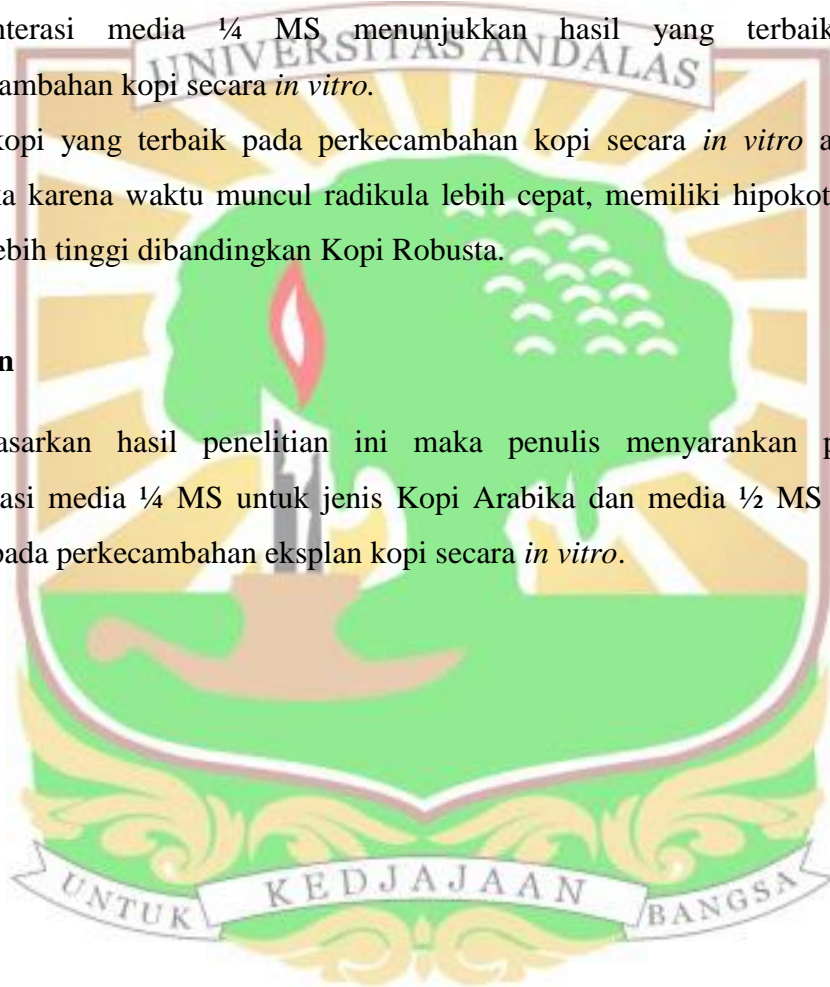 nterasi media ¼ MS menunjukkan hasil yang terbaik
UNIVERSITAS ANDALAS
ambahan kopi secara in vitro.
kopi yang terbaik pada perkecambahan kopi secara in vitro a
ka karena waktu muncul radikula lebih cepat, memiliki hipokot
ebih tinggi dibandingkan Kopi Robusta.
n
asarkan hasil penelitian ini maka penulis menyarankan p
asi media ¼ MS untuk jenis Kopi Arabika dan media ½ MS
pada perkecambahan eksplan kopi secara in vitro.
UNTUK KEDJAJAAN BANGSA